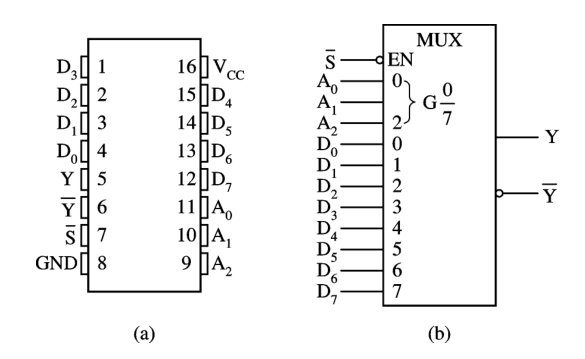 D₃ 1 16 V_CC
D₂ 2 15 D₄
D₁ 3 14 D₅
D₀ 4 13 D₆
Y 5 12 D₇
Y̅ 6 11 A₀
S̅ 7 10 A₁
GND 8 9 A₂
(a)
MUX
S̅ EN
A₀ 0
A₁ G 0/7
A₂ 2
D₀ 0
D₁ 1
Y
D₂ 2
D₃ 3
Y̅
D₄ 4
D₅ 5
D₆ 6
D₇ 7
(b)